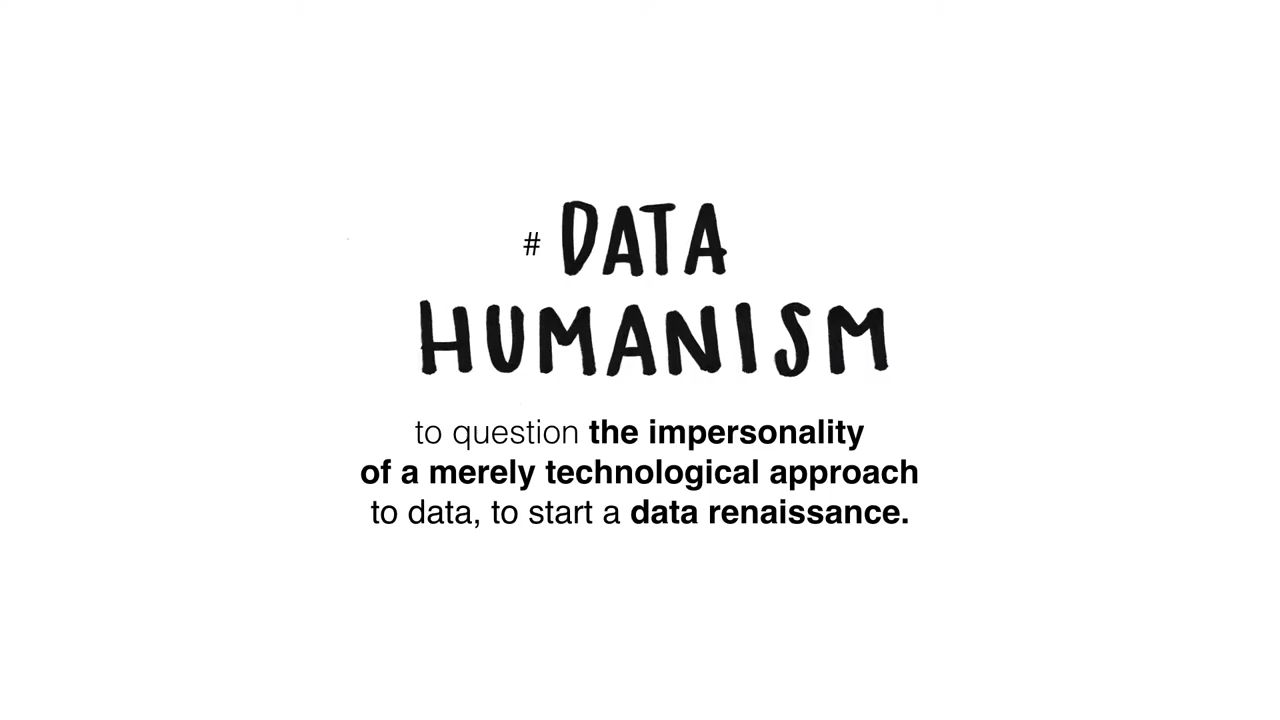 # DATA
HUMANISM
to question the impersonality
of a merely technological approach
to data, to start a data renaissance.